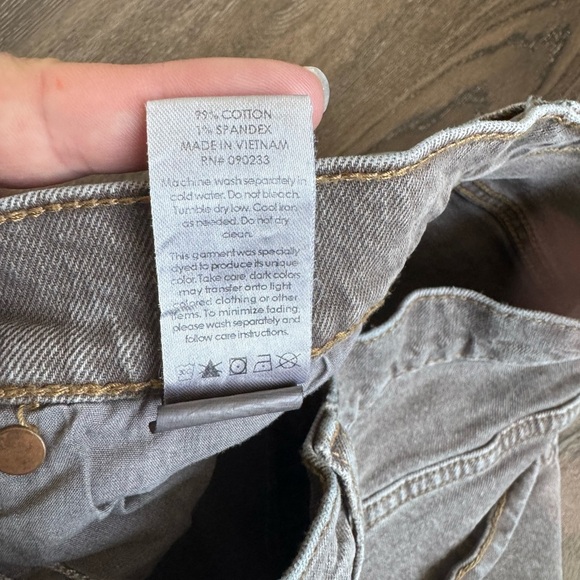 99% COTTON
1% SPANDEX
MADE IN VIETNAM
RN# 090233
Machine wash separately in
cold water. Do not bleach.
Tumble dry low. Cool iron
as needed. Do not dry
clean.
This garment was specially
dyed to produce its unique
color. Take care, dark colors
may transfer onto light
colored clothing or other
items. To minimize fading,
please wash separately and
follow care instructions.